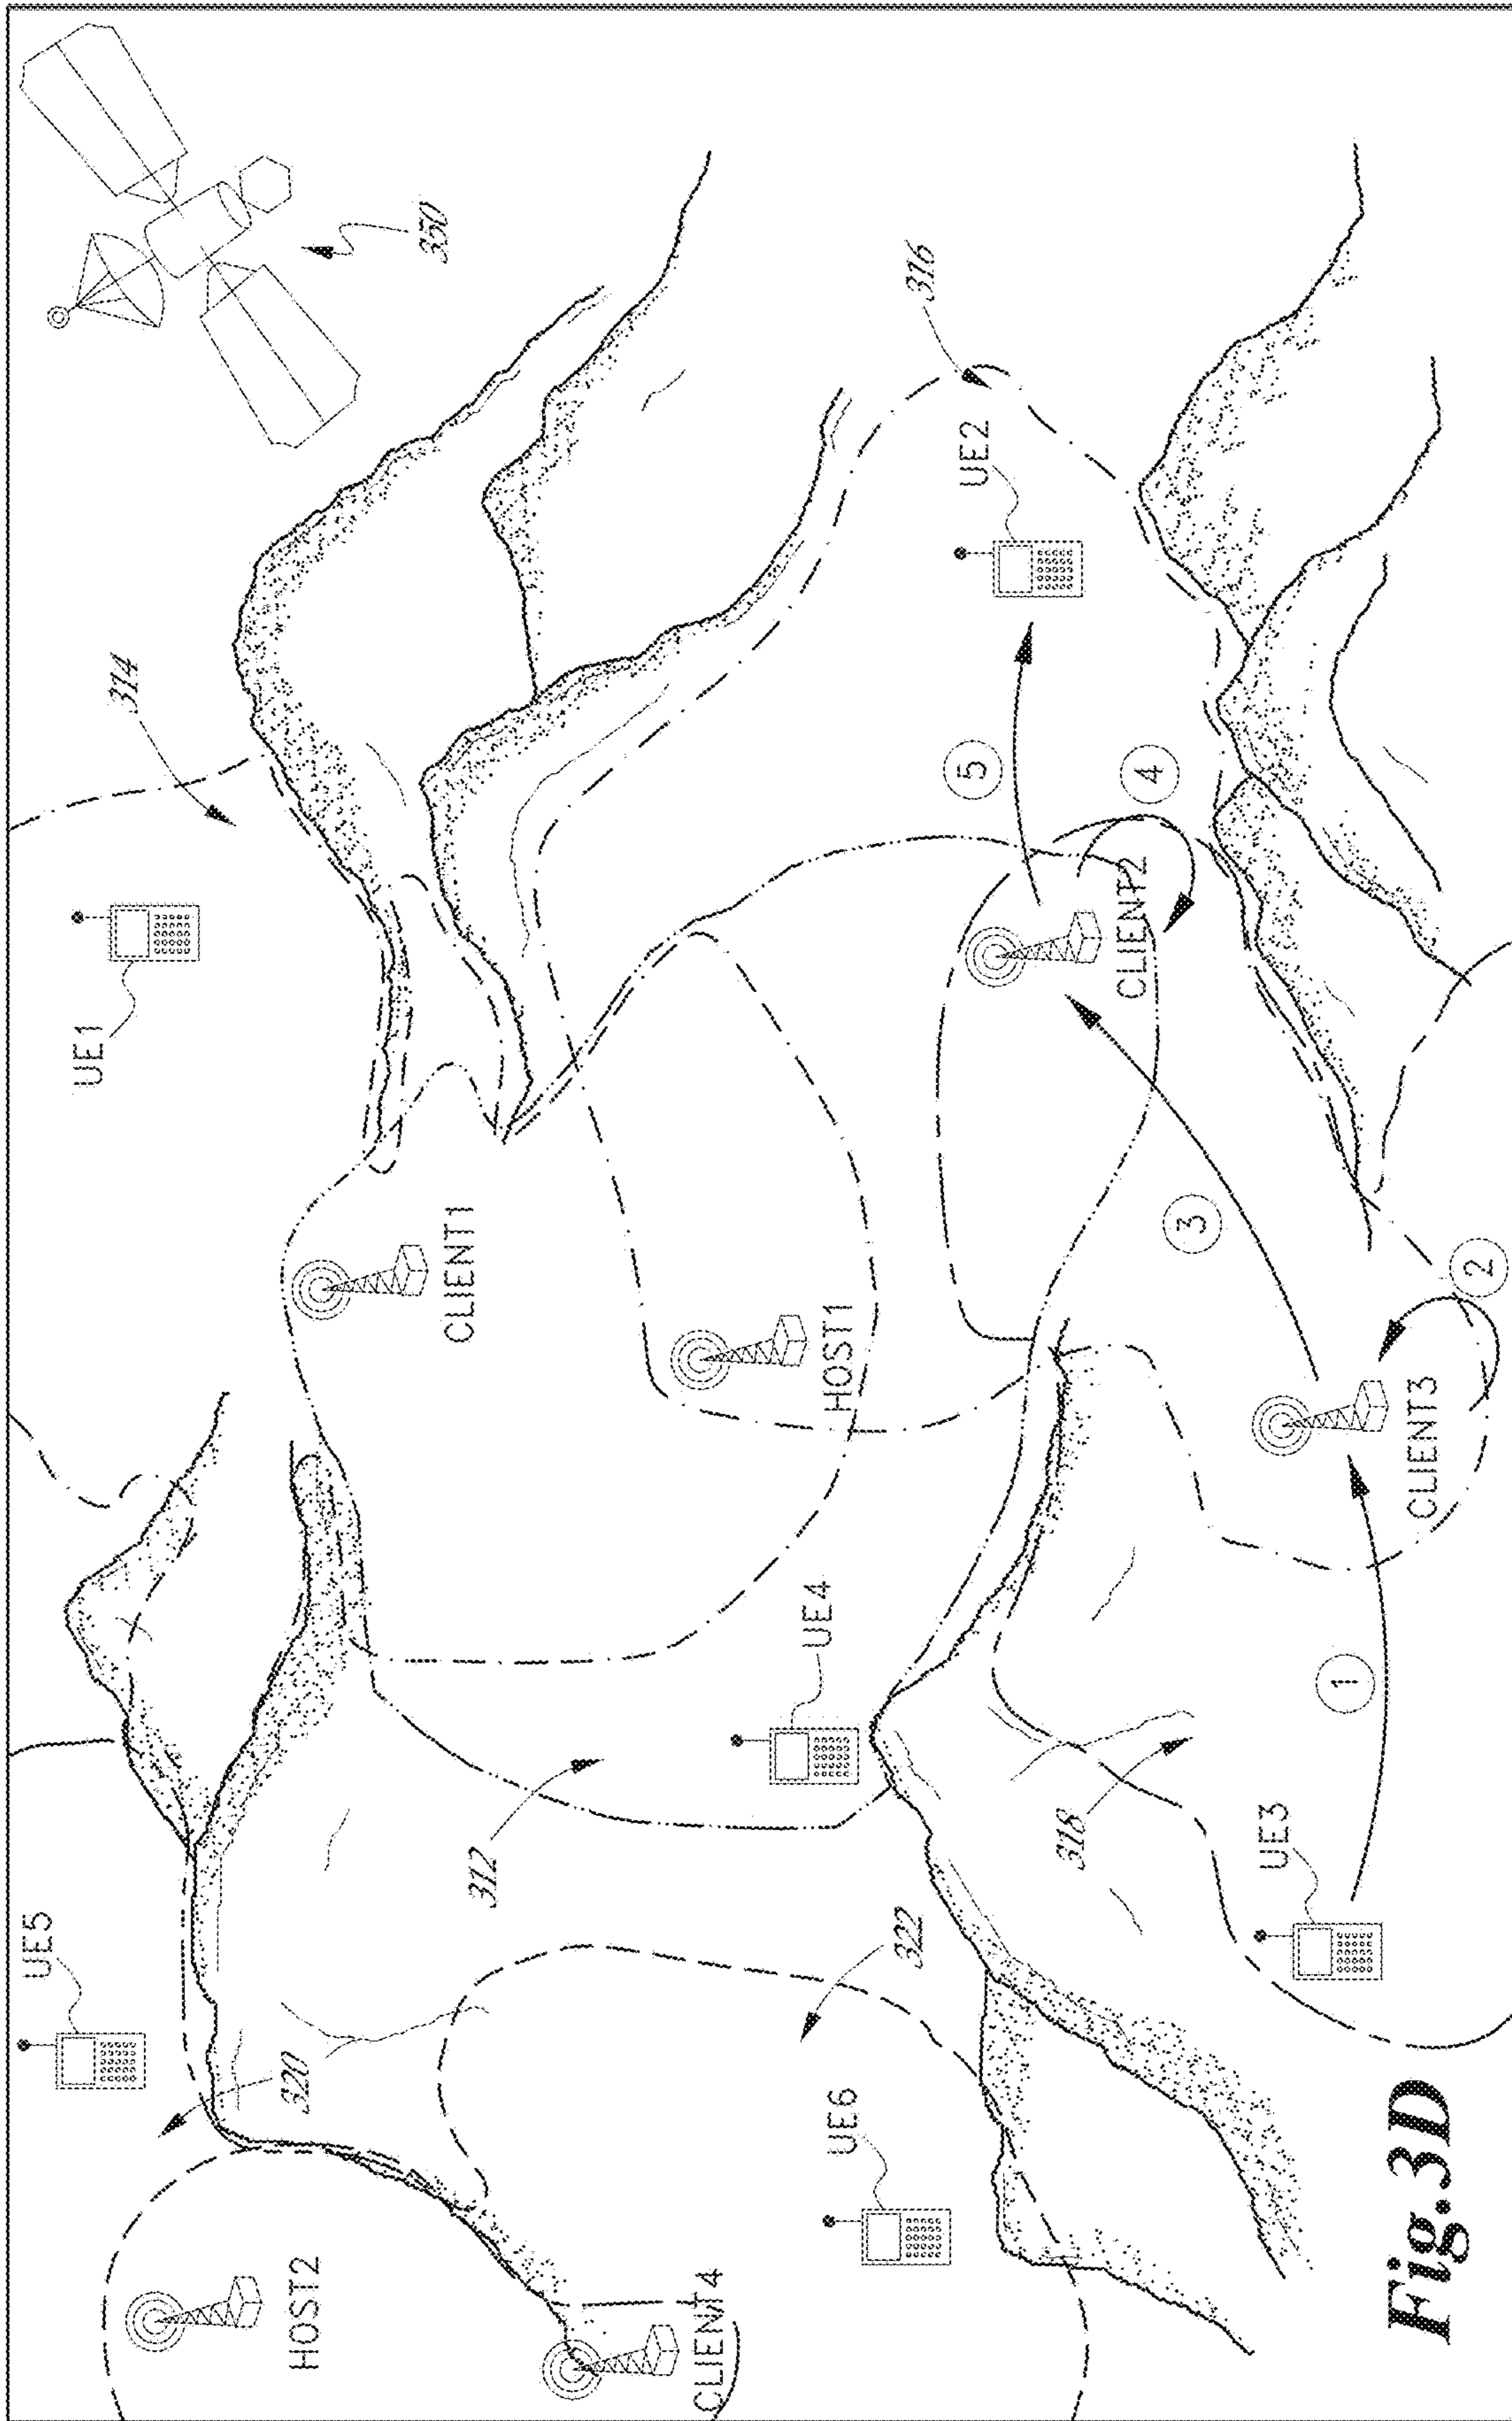 350
314
316
UE1
UE2
5
4
CLIENT1
CLIENT2
HOST1
3
2
CLIENT3
UE4
1
312
318
UE3
UE5
322
320
UE6
HOST2
CLIENT4
Fig.3D